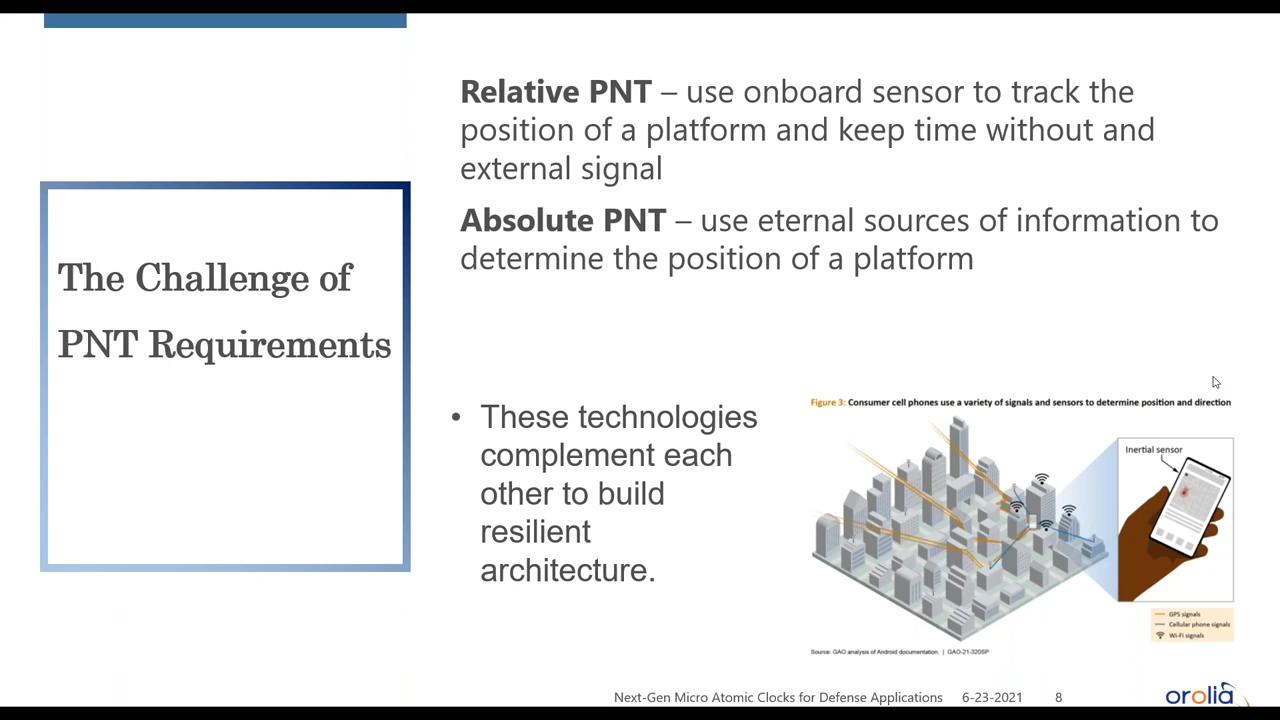 Relative PNT – use onboard sensor to track the
position of a platform and keep time without and
external signal
Absolute PNT – use eternal sources of information to
determine the position of a platform
The Challenge of
PNT Requirements
• These technologies
complement each
other to build
resilient
architecture.
Figure 3: Consumer cell phones use a variety of signals and sensors to determine position and direction
Inertial sensor
GPS signals
Cellular phone signals
Wi-Fi signals
Source: GAO analysis of Android documentation. | GAO-21-320SP
Next-Gen Micro Atomic Clocks for Defense Applications 6-23-2021 8
orolia